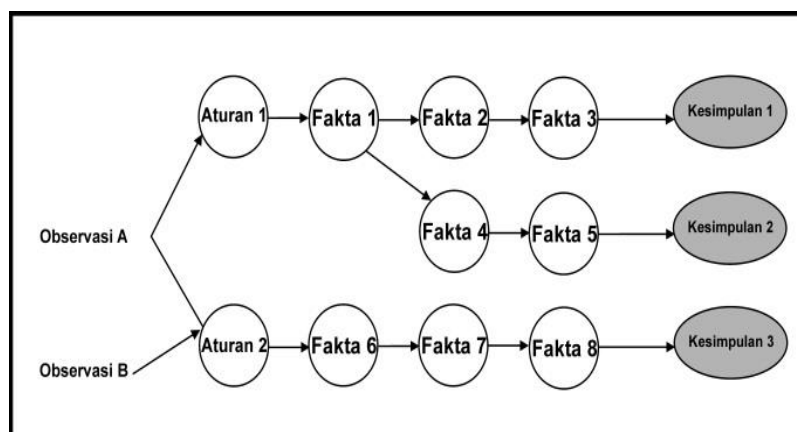 Aturan 1
Fakta 1
Fakta 2
Fakta 3
Kesimpulan 1
Observasi A
Fakta 4
Fakta 5
Kesimpulan 2
Observasi B
Aturan 2
Fakta 6
Fakta 7
Fakta 8
Kesimpulan 3